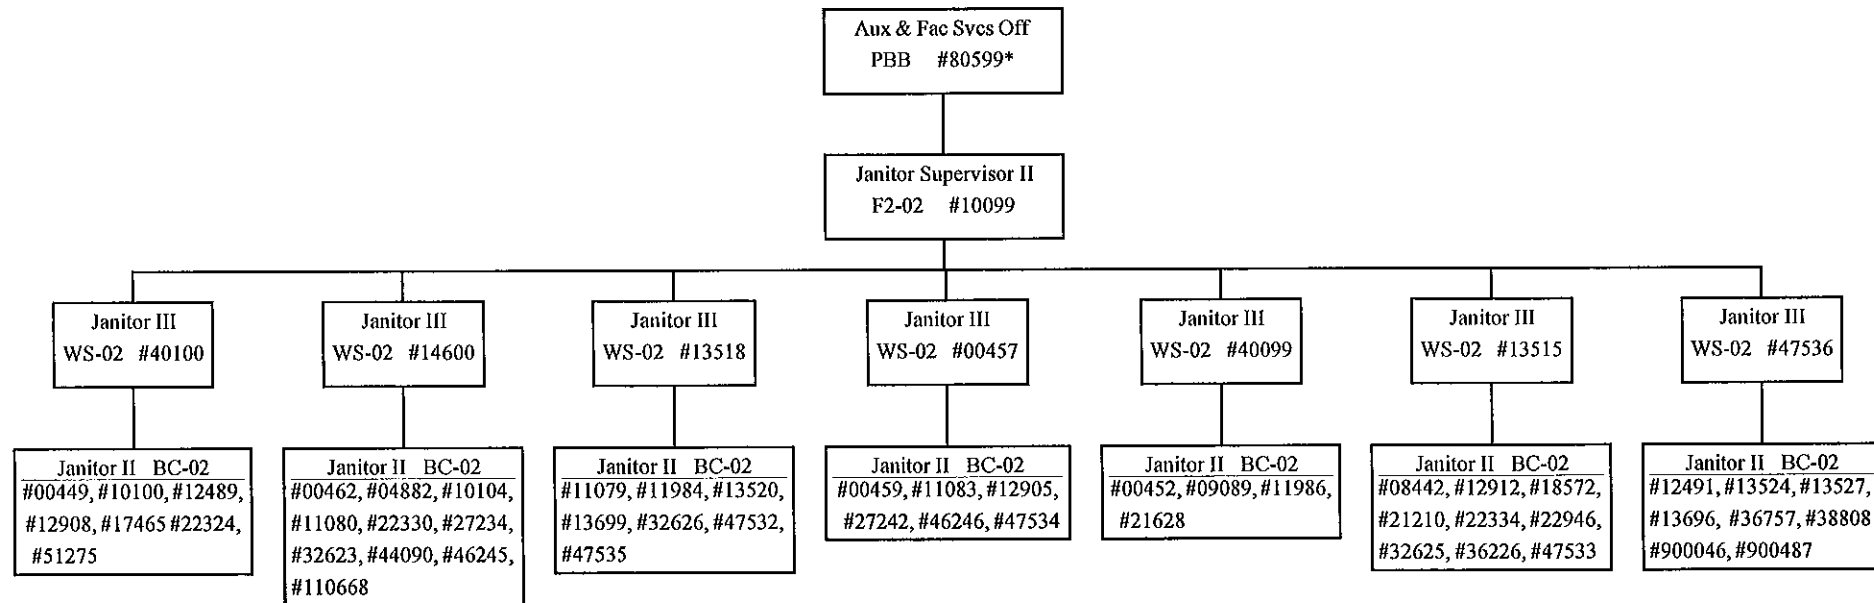 Aux & Fac Svcs Off
PBB #80599*
Janitor Supervisor II
F2-02 #10099
Janitor III
WS-02 #40100
Janitor III
WS-02 #14600
Janitor III
WS-02 #13518
Janitor III
WS-02 #00457
Janitor III
WS-02 #40099
Janitor III
WS-02 #13515
Janitor III
WS-02 #47536
Janitor II BC-02
#00449, #10100, #12489,
#12908, #17465 #22324,
#51275
Janitor II BC-02
#00462, #04882, #10104,
#11080, #22330, #27234,
#32623, #44090, #46245,
#110668
Janitor II BC-02
#11079, #11984, #13520,
#13699, #32626, #47532,
#47535
Janitor II BC-02
#00459, #11083, #12905,
#27242, #46246, #47534
Janitor II BC-02
#00452, #09089, #11986,
#21628
Janitor II BC-02
#08442, #12912, #18572,
#21210, #22334, #22946,
#32625, #36226, #47533
Janitor II BC-02
#12491, #13524, #13527,
#13696, #36757, #38808
#900046, #900487